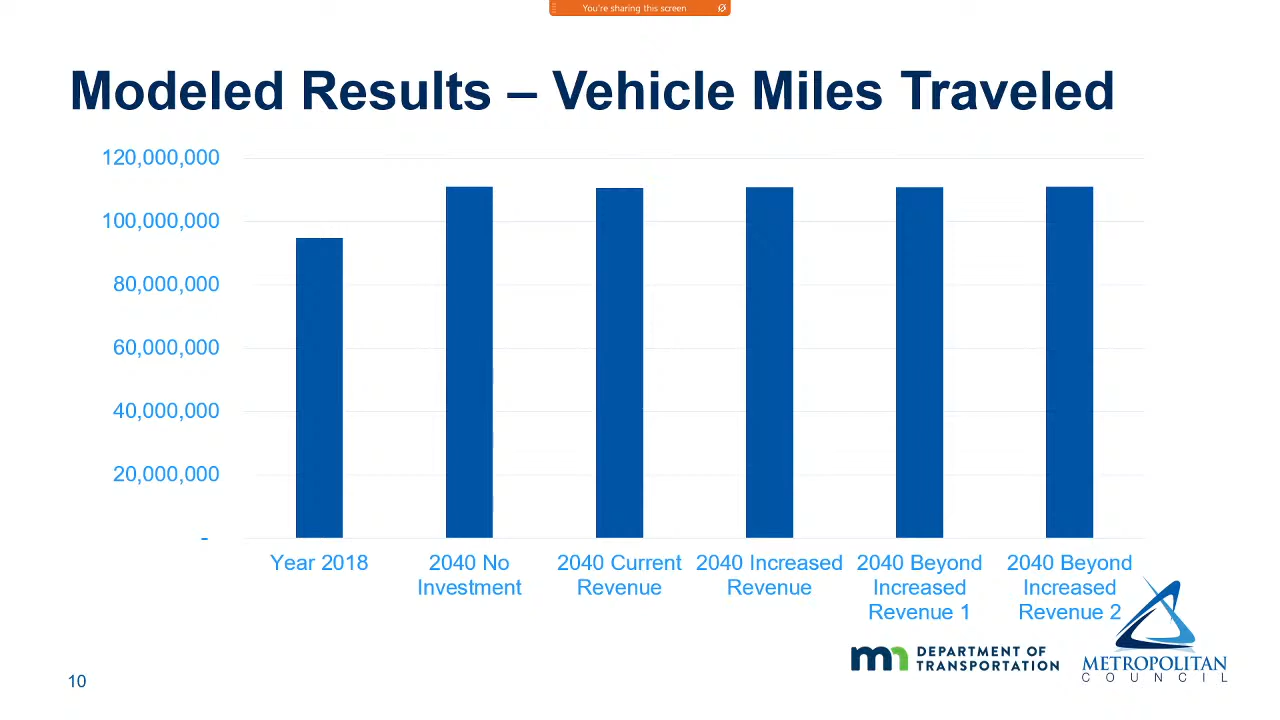 You're sharing this screen
Modeled Results – Vehicle Miles Traveled
120,000,000
100,000,000
80,000,000
60,000,000
40,000,000
20,000,000
-
Year 2018
2040 No
Investment
2040 Current
Revenue
2040 Increased
Revenue
2040 Beyond
Increased
Revenue 1
2040 Beyond
Increased
Revenue 2
mn DEPARTMENT OF
TRANSPORTATION
METROPOLITAN
COUNCIL
10